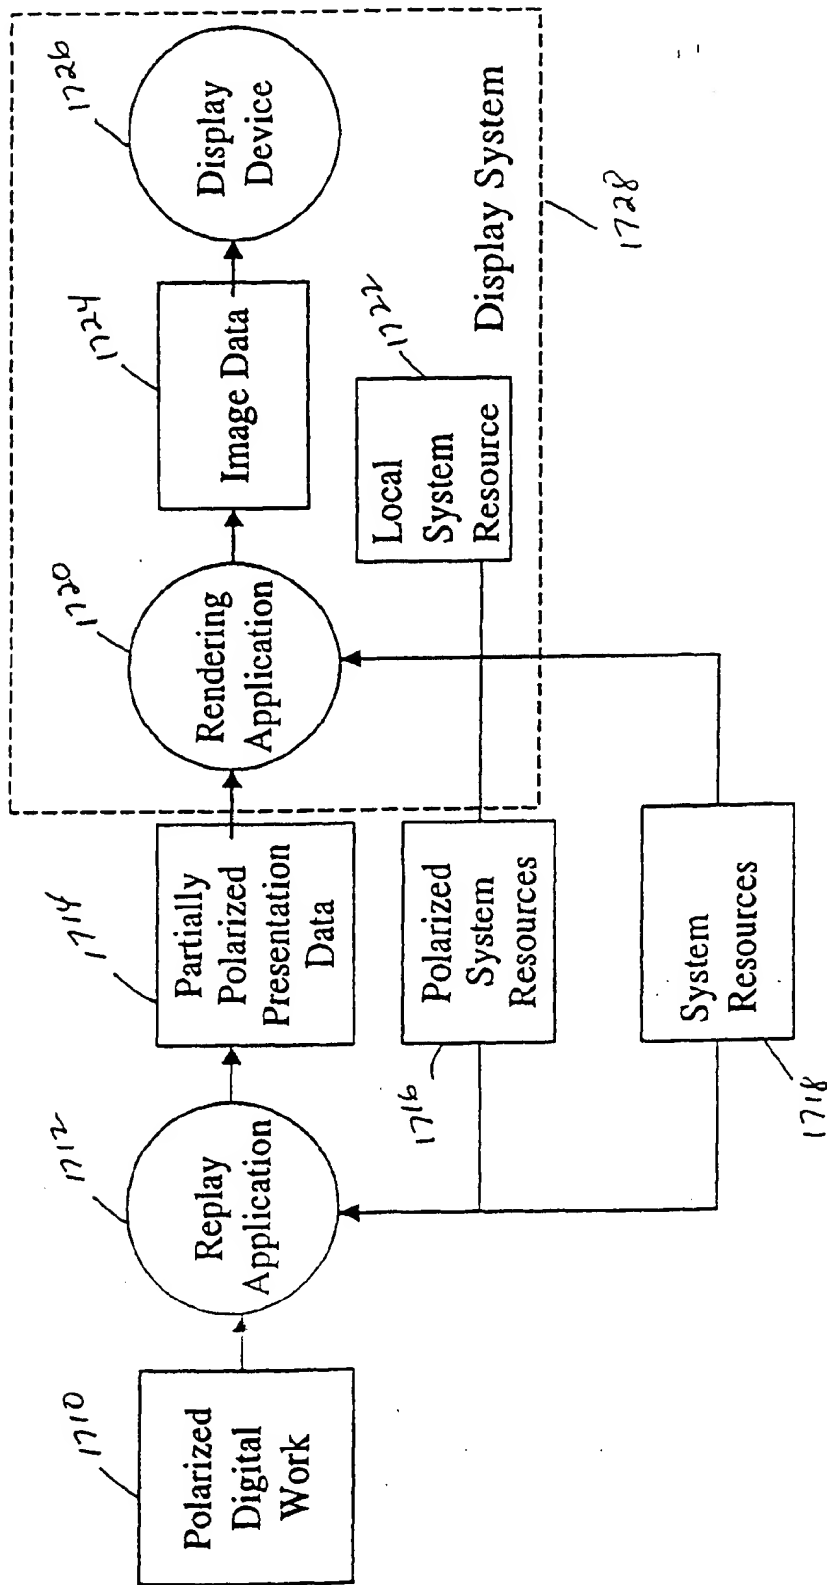 1710
Polarized
Digital
Work
1712
Replay
Application
1714
Partially
Polarized
Presentation
Data
1716
Polarized
System
Resources
1718
System
Resources
1720
Rendering
Application
1722
Local
System
Resource
1724
Image Data
1726
Display
Device
Display System
1728